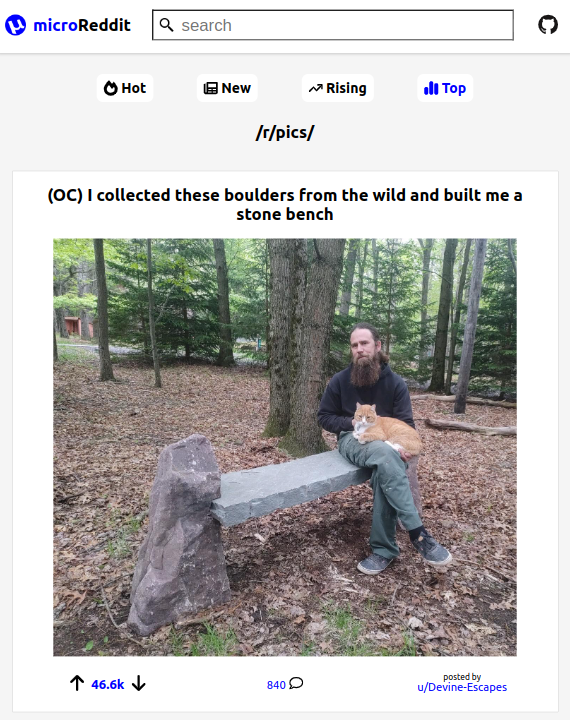 microReddit
search
Hot
New
Rising
Top
/r/pics/
(OC) I collected these boulders from the wild and built me a
stone bench
46.6k
840
posted by
u/Devine-Escapes